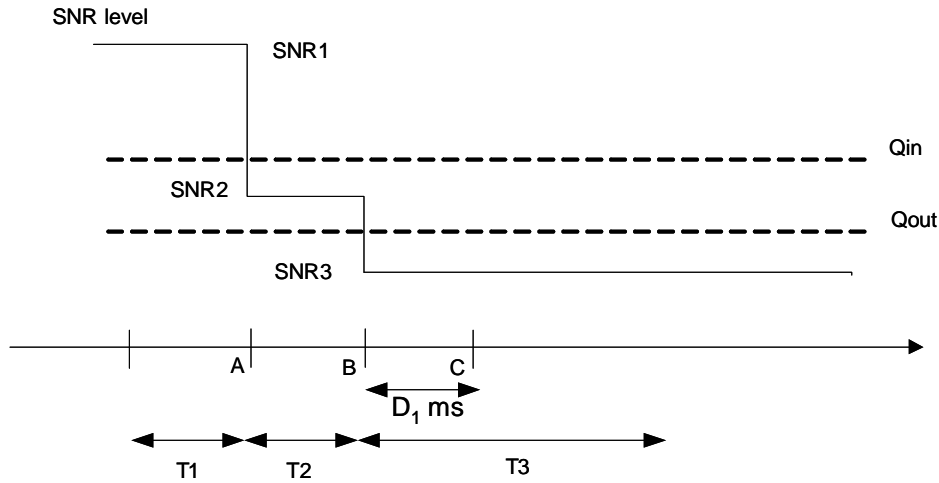 SNR level
SNR1
Qin
SNR2
Qout
SNR3
A
B
C
D₁ ms
T1
T2
T3